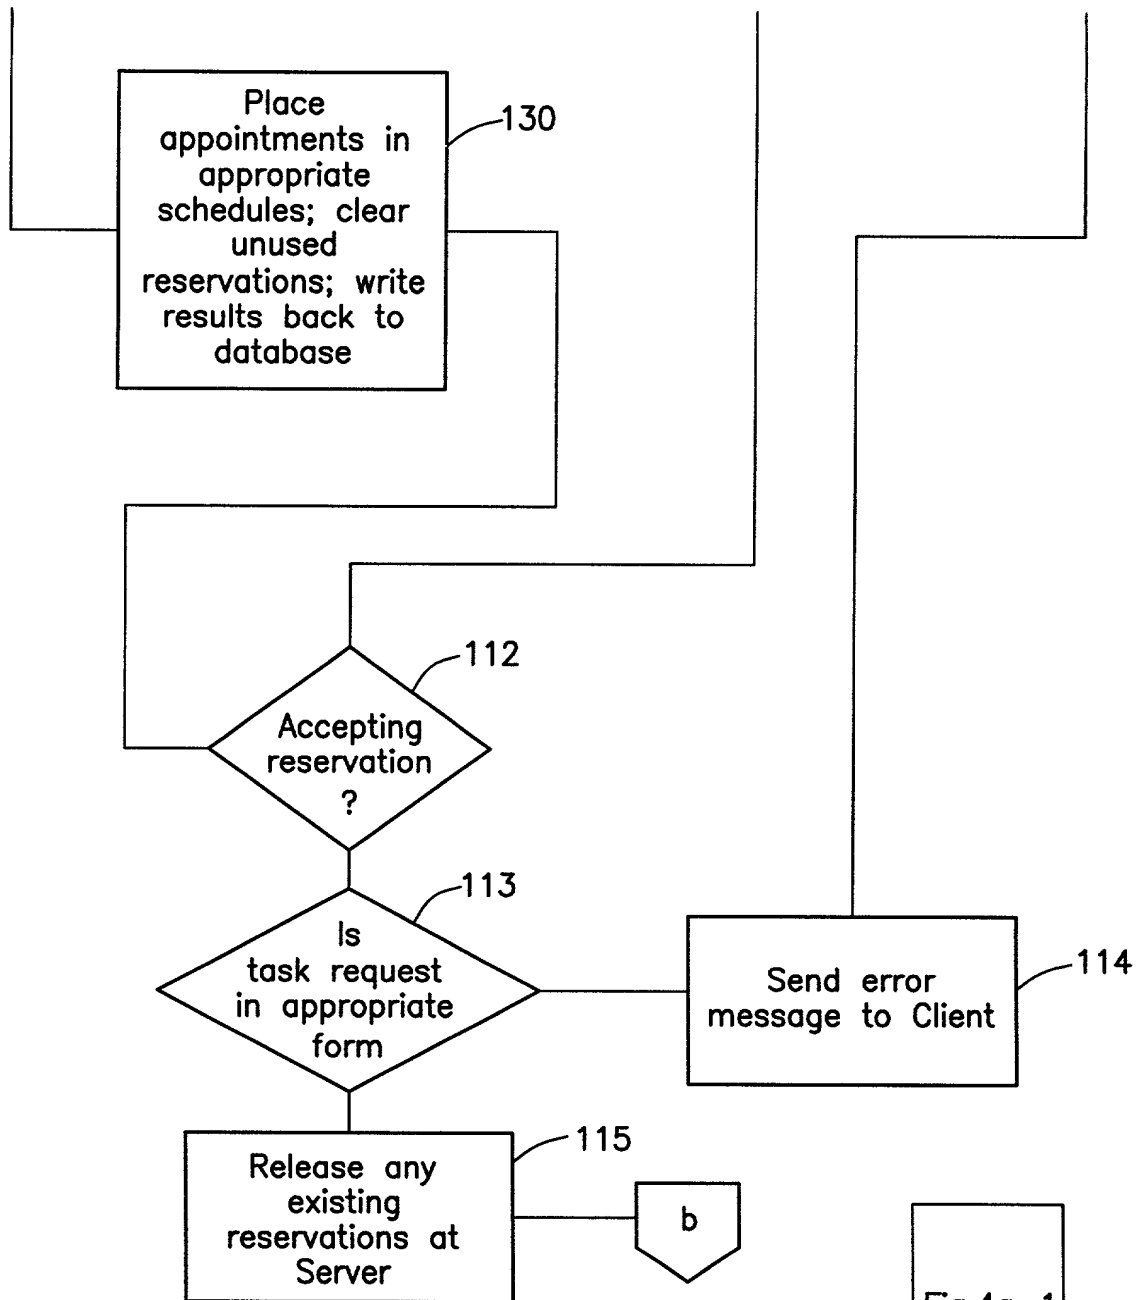 Place
appointments in
appropriate
schedules; clear
unused
reservations; write
results back to
database
130
112
Accepting
reservation
?
113
Is
task request
in appropriate
form
Send error
message to Client
114
115
Release any
existing
reservations at
Server
b